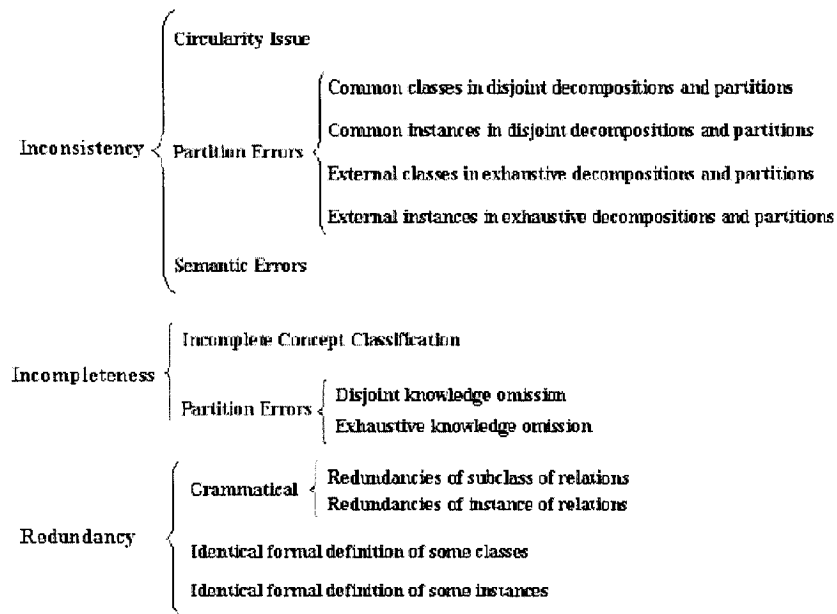 Circularity Issue
Common classes in disjoint decompositions and partitions
Common instances in disjoint decompositions and partitions
Inconsistency
Partition Errors
External classes in exhaustive decompositions and partitions
External instances in exhaustive decompositions and partitions
Semantic Errors
Incomplete Concept Classification
Incompleteness
Partition Errors
Disjoint knowledge omission
Exhaustive knowledge omission
Grammatical
Redundancies of subclass of relations
Redundancies of instance of relations
Redundancy
Identical formal definition of some classes
Identical formal definition of some instances